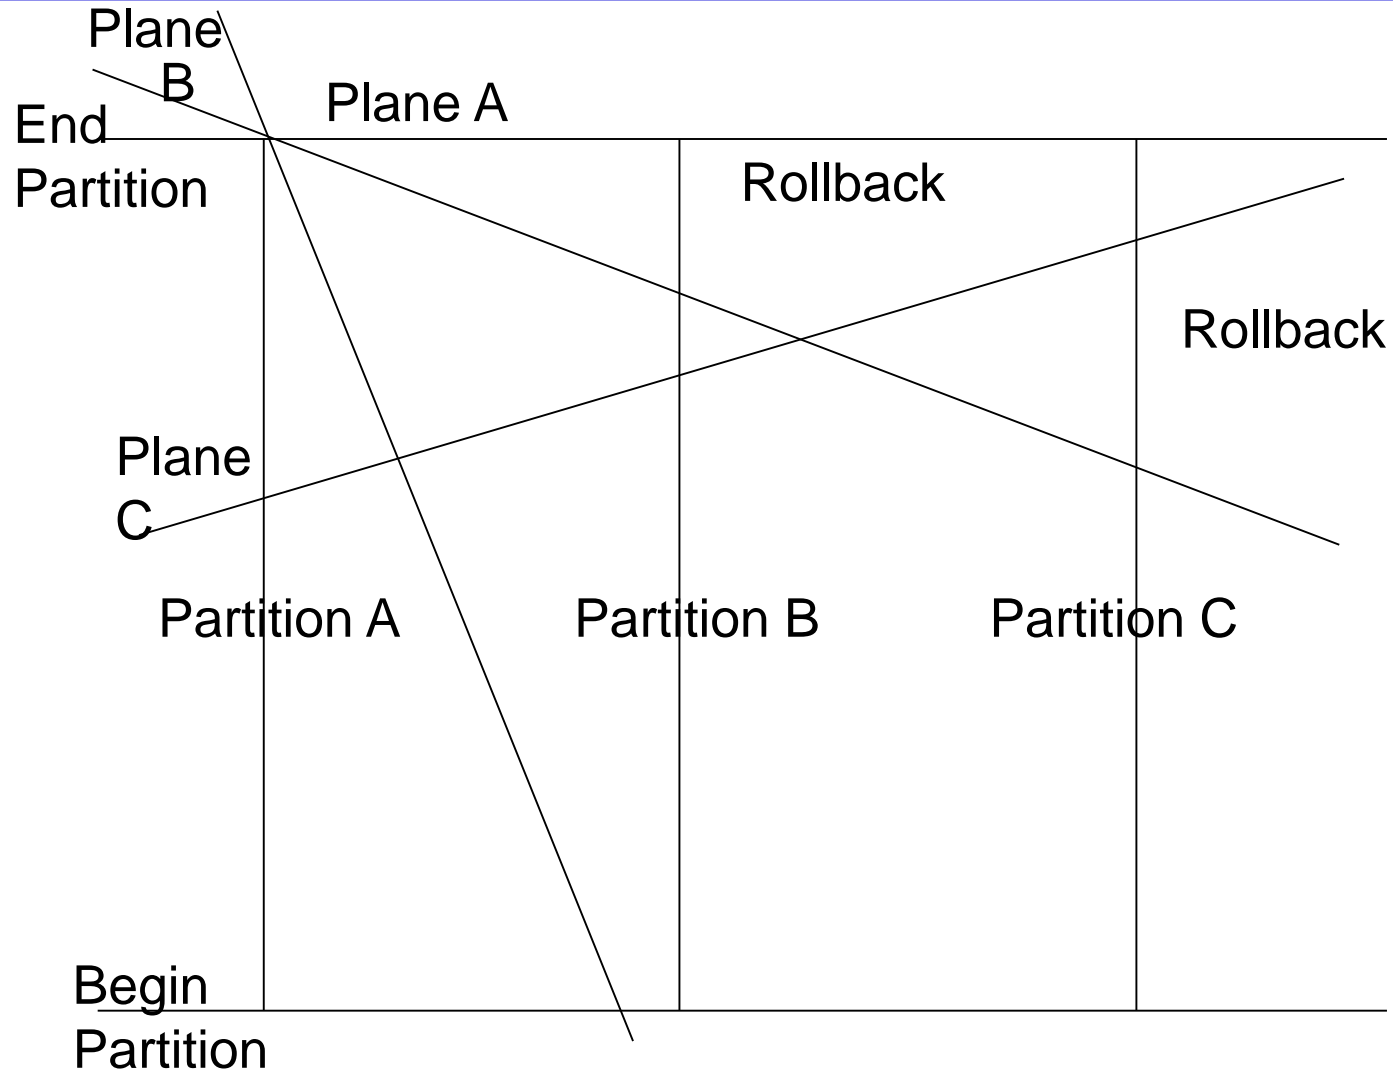 Plane
B
Plane A
End
Partition
Rollback
Rollback
Plane
C
Partition A
Partition B
Partition C
Begin
Partition